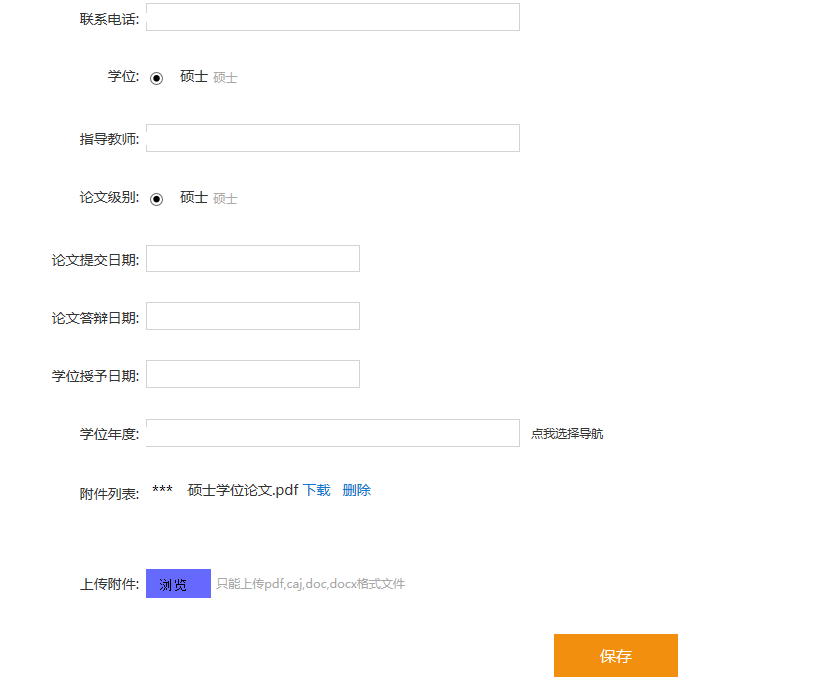 联系电话:
学位: 硕士 硕士
指导教师:
论文级别: 硕士 硕士
论文提交日期:
论文答辩日期:
学位授予日期:
学位年度: 点我选择导航
附件列表: *** 硕士学位论文.pdf 下载 删除
上传附件: 浏览 只能上传pdf,caj,doc,docx格式文件
保存